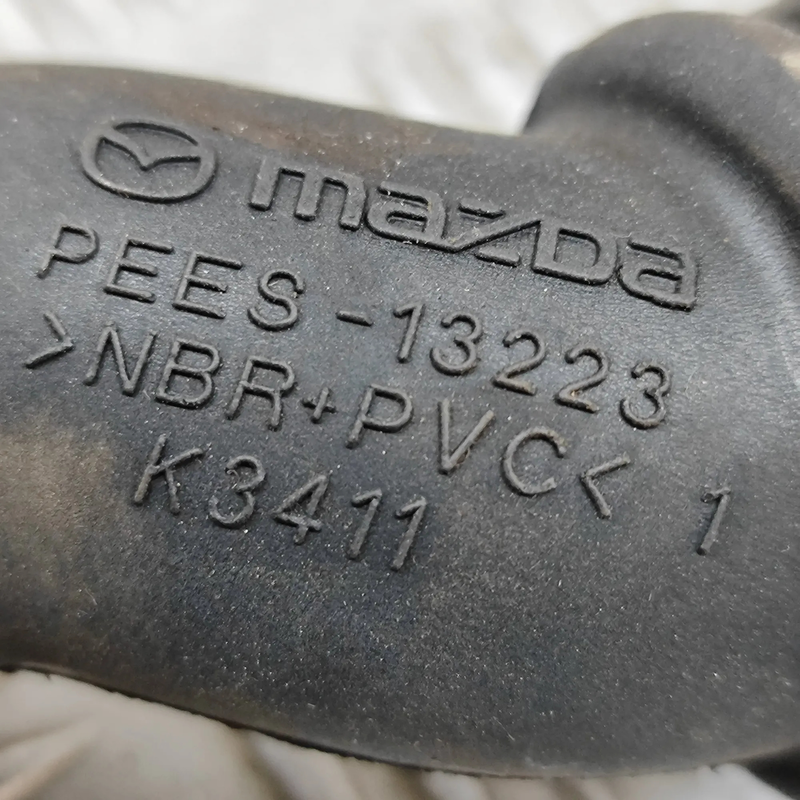 mazda
PEES-13223
>NBR+PVC< 1
K3411